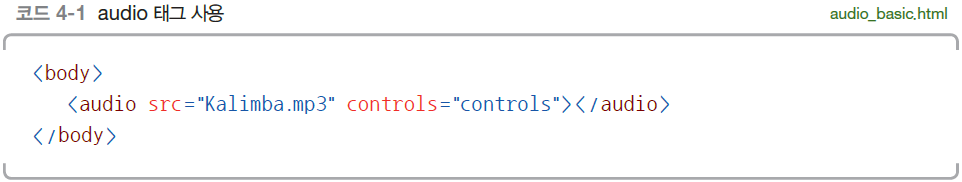 코드 4-1 audio 태그 사용 audio_basic.html
<body>
<audio src="Kalimba.mp3" controls="controls"></audio>
</body>